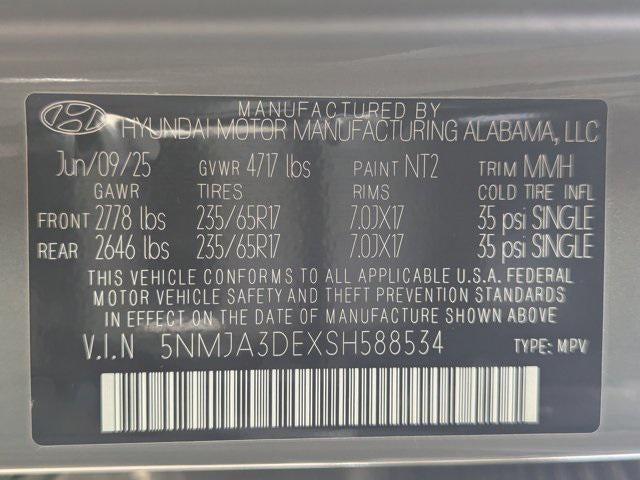 MANUFACTURED BY
HYUNDAI MOTOR MANUFACTURING ALABAMA, LLC
Jun/09/25 GVWR 4717 lbs PAINT NT2 TRIM MMH
GAWR TIRES RIMS COLD TIRE INFL
FRONT 2778 lbs 235/65R17 7.0JX17 35 psi SINGLE
REAR 2646 lbs 235/65R17 7.0JX17 35 psi SINGLE
THIS VEHICLE CONFORMS TO ALL APPLICABLE U.S.A. FEDERAL
MOTOR VEHICLE SAFETY AND THEFT PREVENTION STANDARDS
IN EFFECT ON THE DATE OF MANUFACTURE SHOWN ABOVE.
V.I.N 5NMJA3DEXSH588534 TYPE: MPV